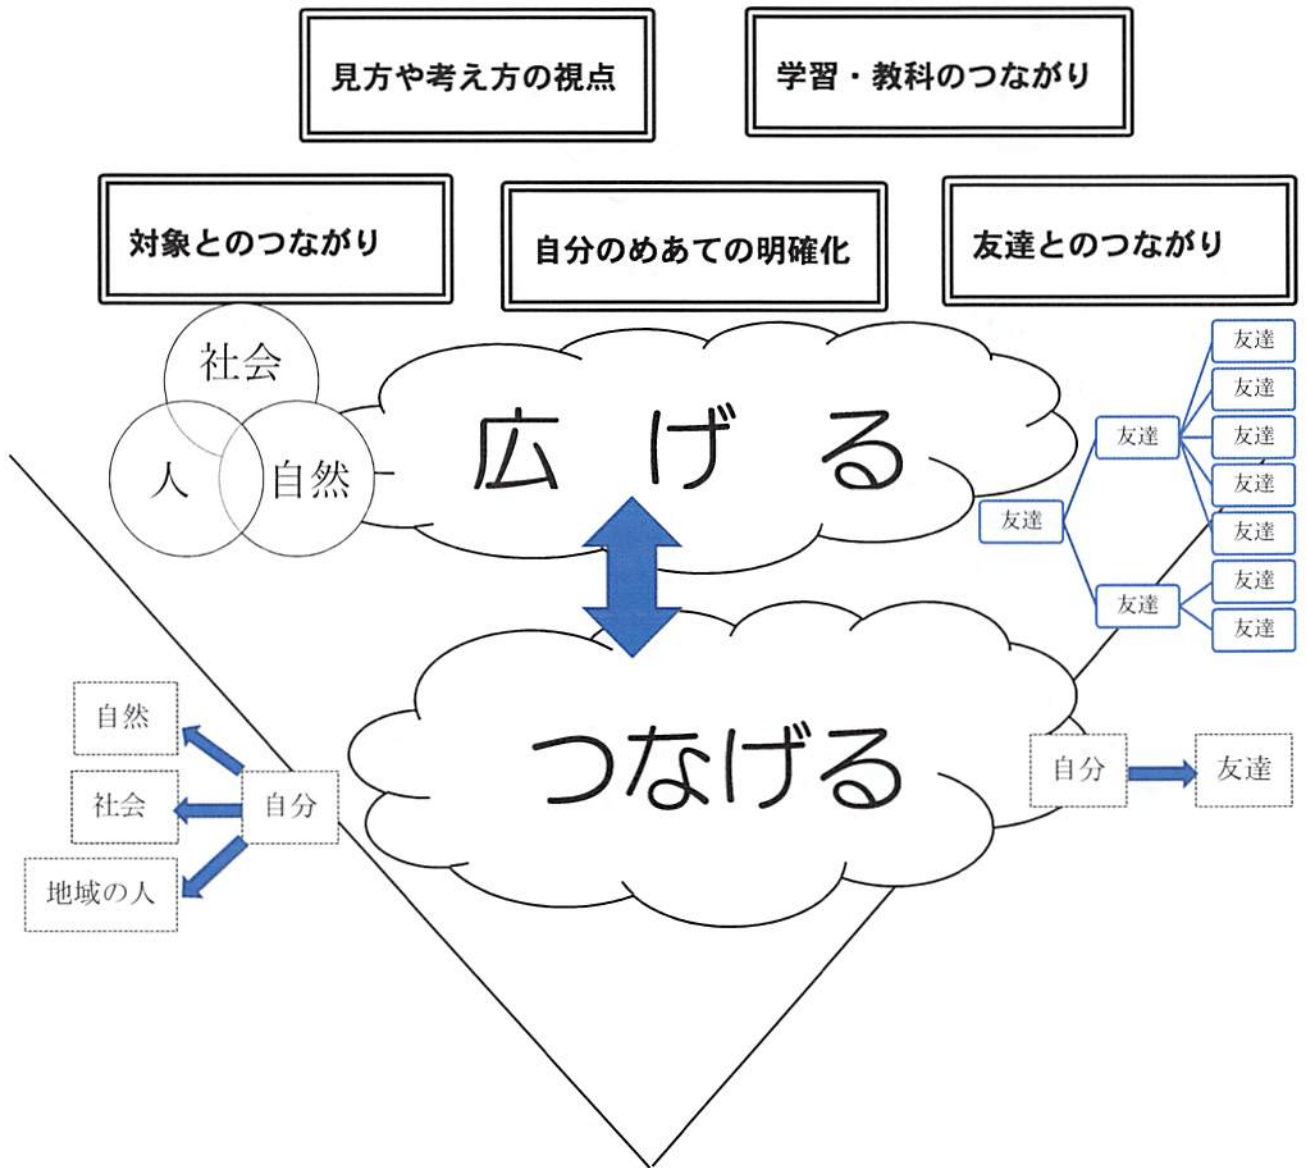 見方や考え方の視点
学習・教科のつながり
対象とのつながり
自分のめあての明確化
友達とのつながり
社会
人
自然
広げる
友達
友達
友達
友達
友達
友達
友達
友達
友達
友達
つなげる
自然
社会
地域の人
自分
自分
友達